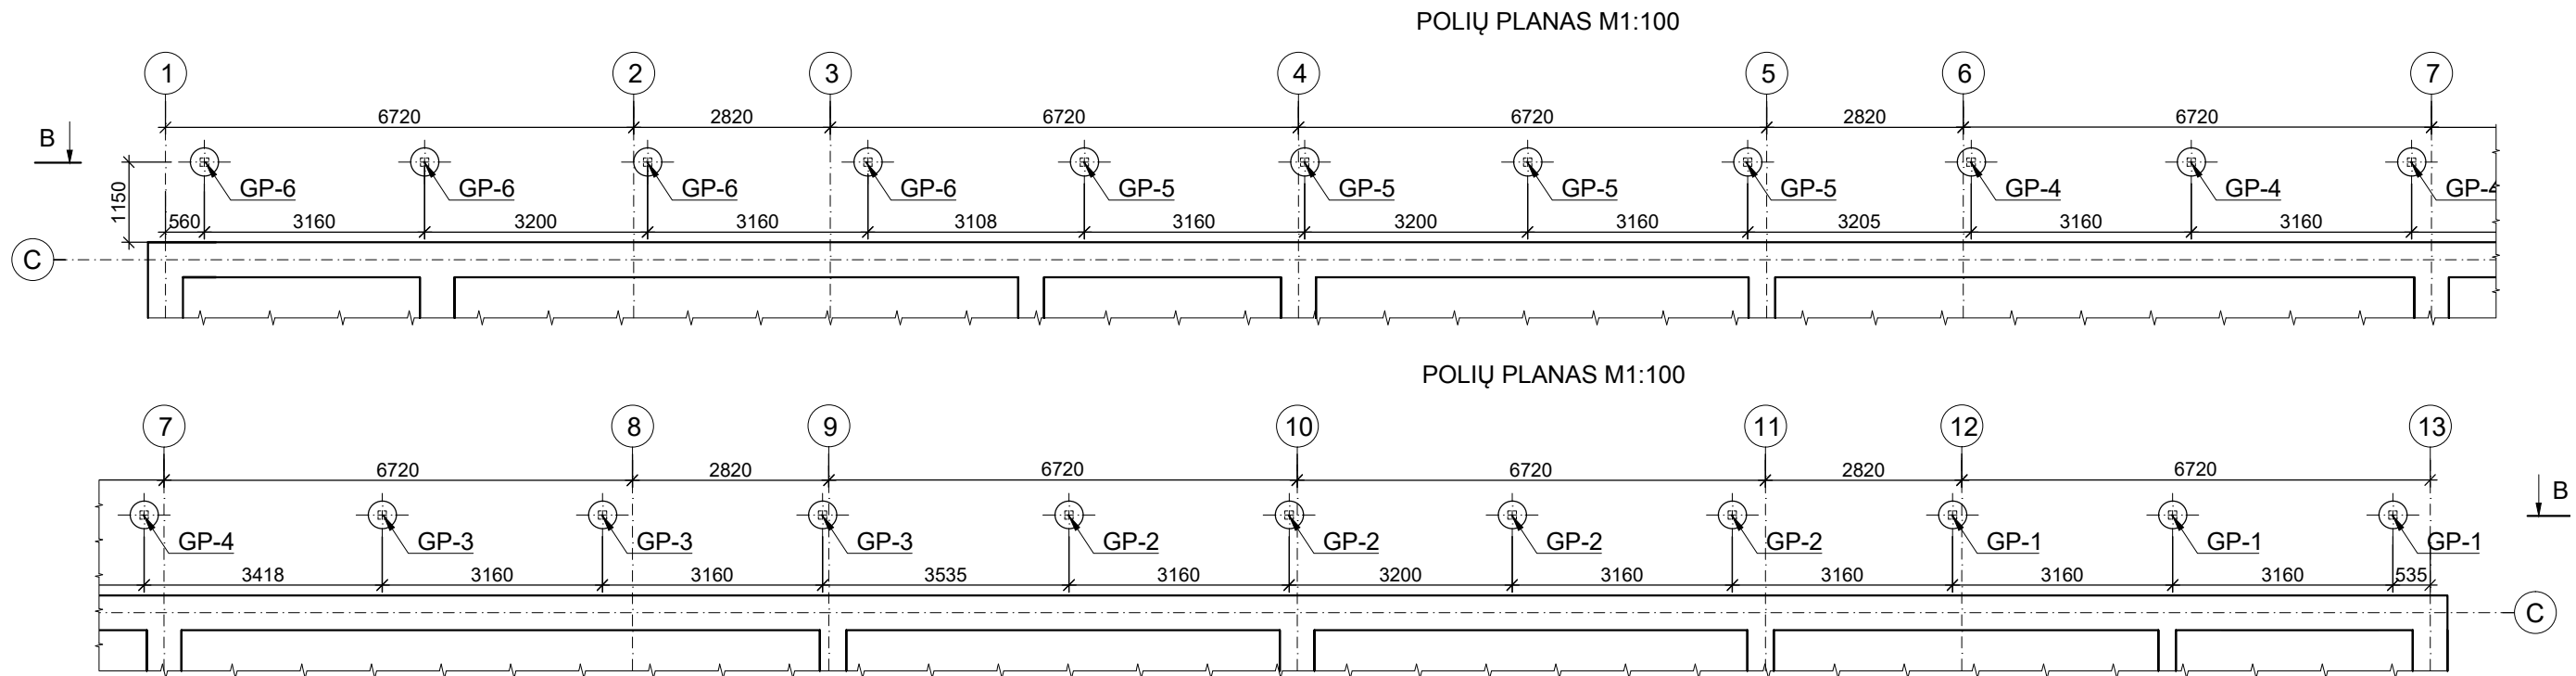 POLIŲ PLANAS M1:100
1 2 3 4 5 6 7
6720 2820 6720 6720 2820 6720
B
1150
GP-6 GP-6 GP-6 GP-6 GP-5 GP-5 GP-5 GP-5 GP-4 GP-4 GP-4
560 3160 3200 3160 3108 3160 3200 3160 3205 3160 3160
C
POLIŲ PLANAS M1:100
7 8 9 10 11 12 13
6720 2820 6720 6720 2820 6720
B
GP-4 GP-3 GP-3 GP-3 GP-2 GP-2 GP-2 GP-2 GP-1 GP-1 GP-1
3418 3160 3160 3535 3160 3200 3160 3160 3160 3160 535
C